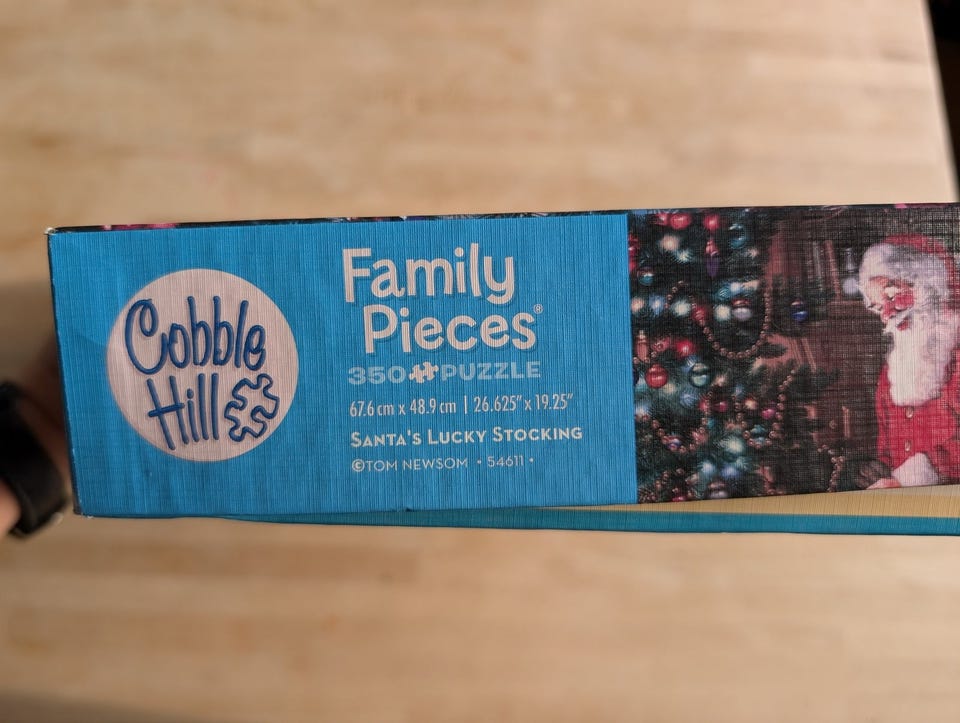 Cobble
Hill
Family
Pieces®
350 PUZZLE
67.6 cm x 48.9 cm | 26.625" x 19.25"
SANTA'S LUCKY STOCKING
©TOM NEWSOM • 54611 •